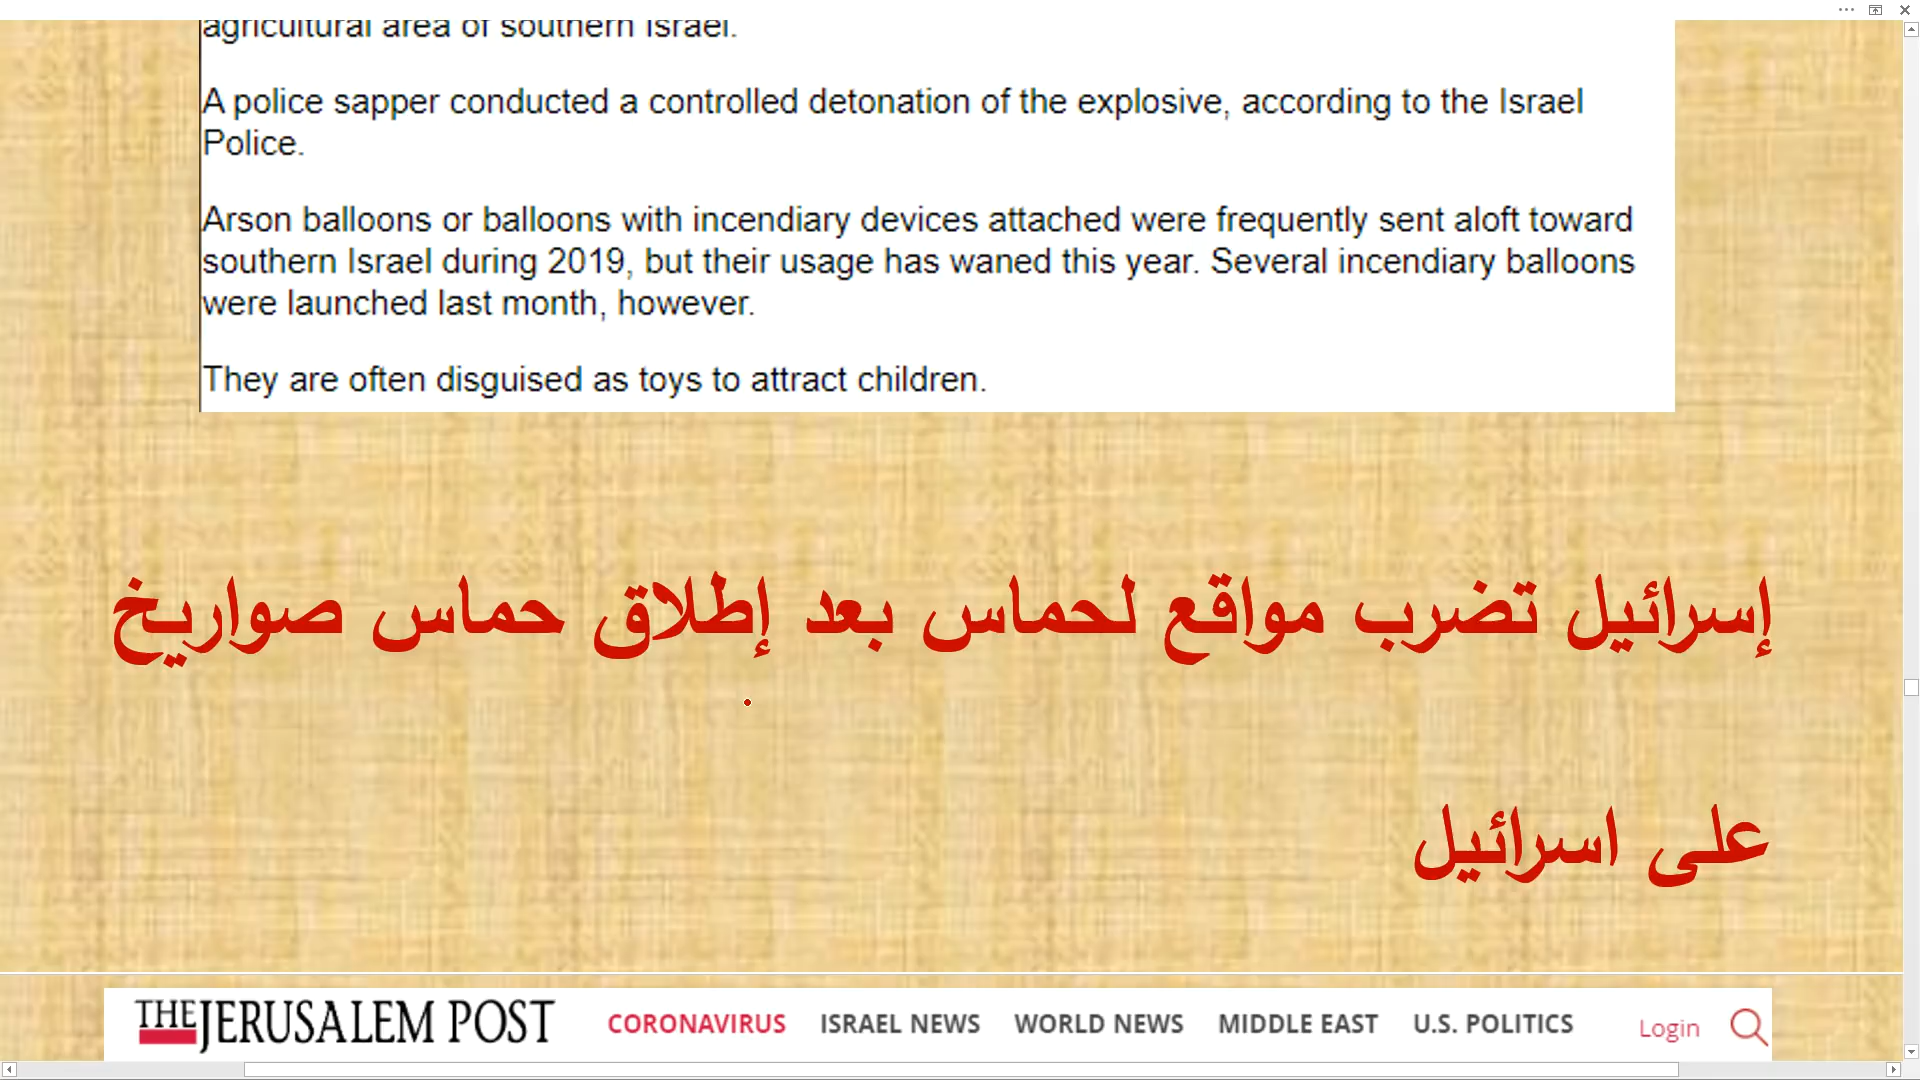 agricultural area of southern Israel.
A police sapper conducted a controlled detonation of the explosive, according to the Israel
Police.
Arson balloons or balloons with incendiary devices attached were frequently sent aloft toward
southern Israel during 2019, but their usage has waned this year. Several incendiary balloons
were launched last month, however.
They are often disguised as toys to attract children.
إسرائيل تضرب مواقع لحماس بعد إطلاق حماس صواريخ
على اسرائيل
THE JERUSALEM POST CORONAVIRUS ISRAEL NEWS WORLD NEWS MIDDLE EAST U.S. POLITICS Login